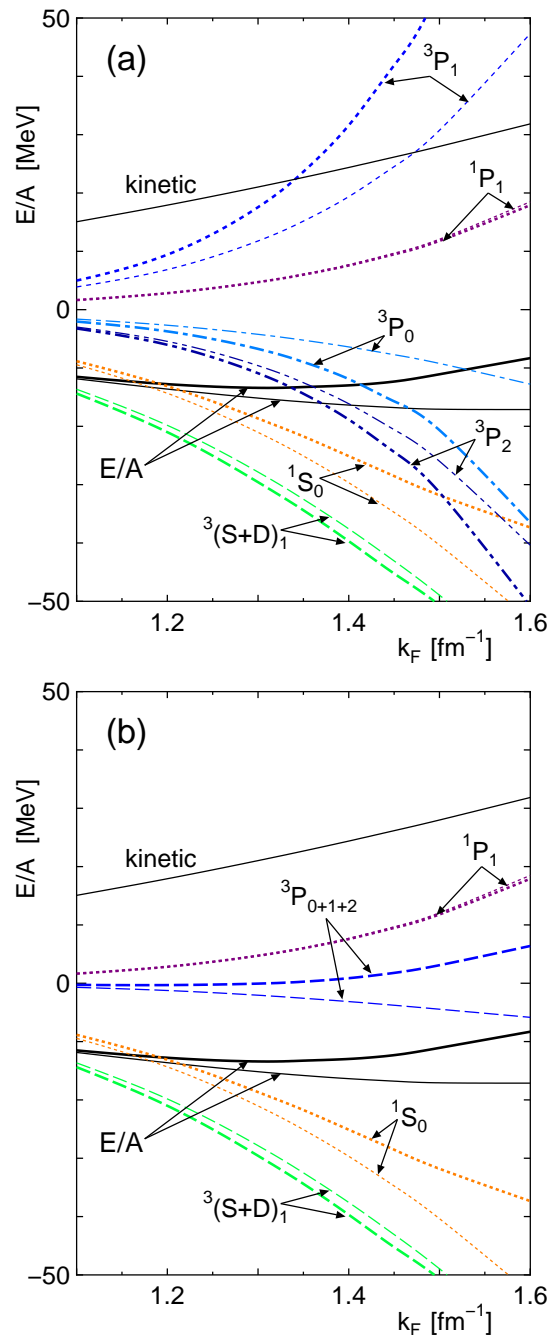 50
(a)
³P₁
E/A [MeV]
kinetic
¹P₁
0
³P₀
³P₂
E/A
¹S₀
³(S+D)₁
−50
1.2
1.4
1.6
k_F [fm⁻¹]
50
(b)
E/A [MeV]
kinetic
¹P₁
³P₀₊₁₊₂
0
E/A
¹S₀
³(S+D)₁
−50
1.2
1.4
1.6
k_F [fm⁻¹]